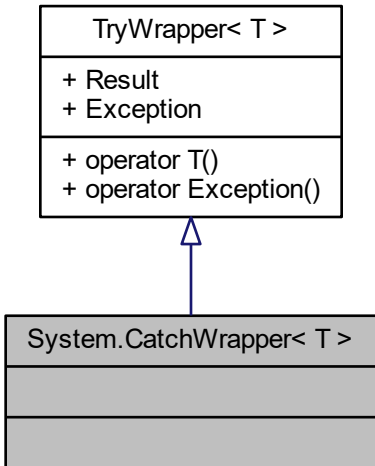 TryWrapper< T >
+ Result
+ Exception
+ operator T()
+ operator Exception()
System.CatchWrapper< T >